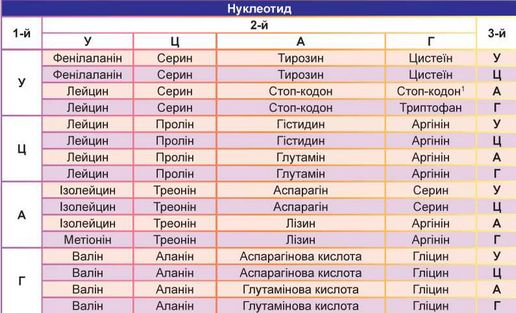 Нуклеотид
1-й 2-й 3-й
У Ц А Г
У Фенілаланін Серин Тирозин Цистеїн У
Фенілаланін Серин Тирозин Цистеїн Ц
Лейцин Серин Стоп-кодон Стоп-кодон¹ А
Лейцин Серин Стоп-кодон Триптофан Г
Ц Лейцин Пролін Гістидин Аргінін У
Лейцин Пролін Гістидин Аргінін Ц
Лейцин Пролін Глутамін Аргінін А
Лейцин Пролін Глутамін Аргінін Г
А Ізолейцин Треонін Аспарагін Серин У
Ізолейцин Треонін Аспарагін Серин Ц
Ізолейцин Треонін Лізин Аргінін А
Метіонін Треонін Лізин Аргінін Г
Г Валін Аланін Аспарагінова кислота Гліцин У
Валін Аланін Аспарагінова кислота Гліцин Ц
Валін Аланін Глутамінова кислота Гліцин А
Валін Аланін Глутамінова кислота Гліцин Г